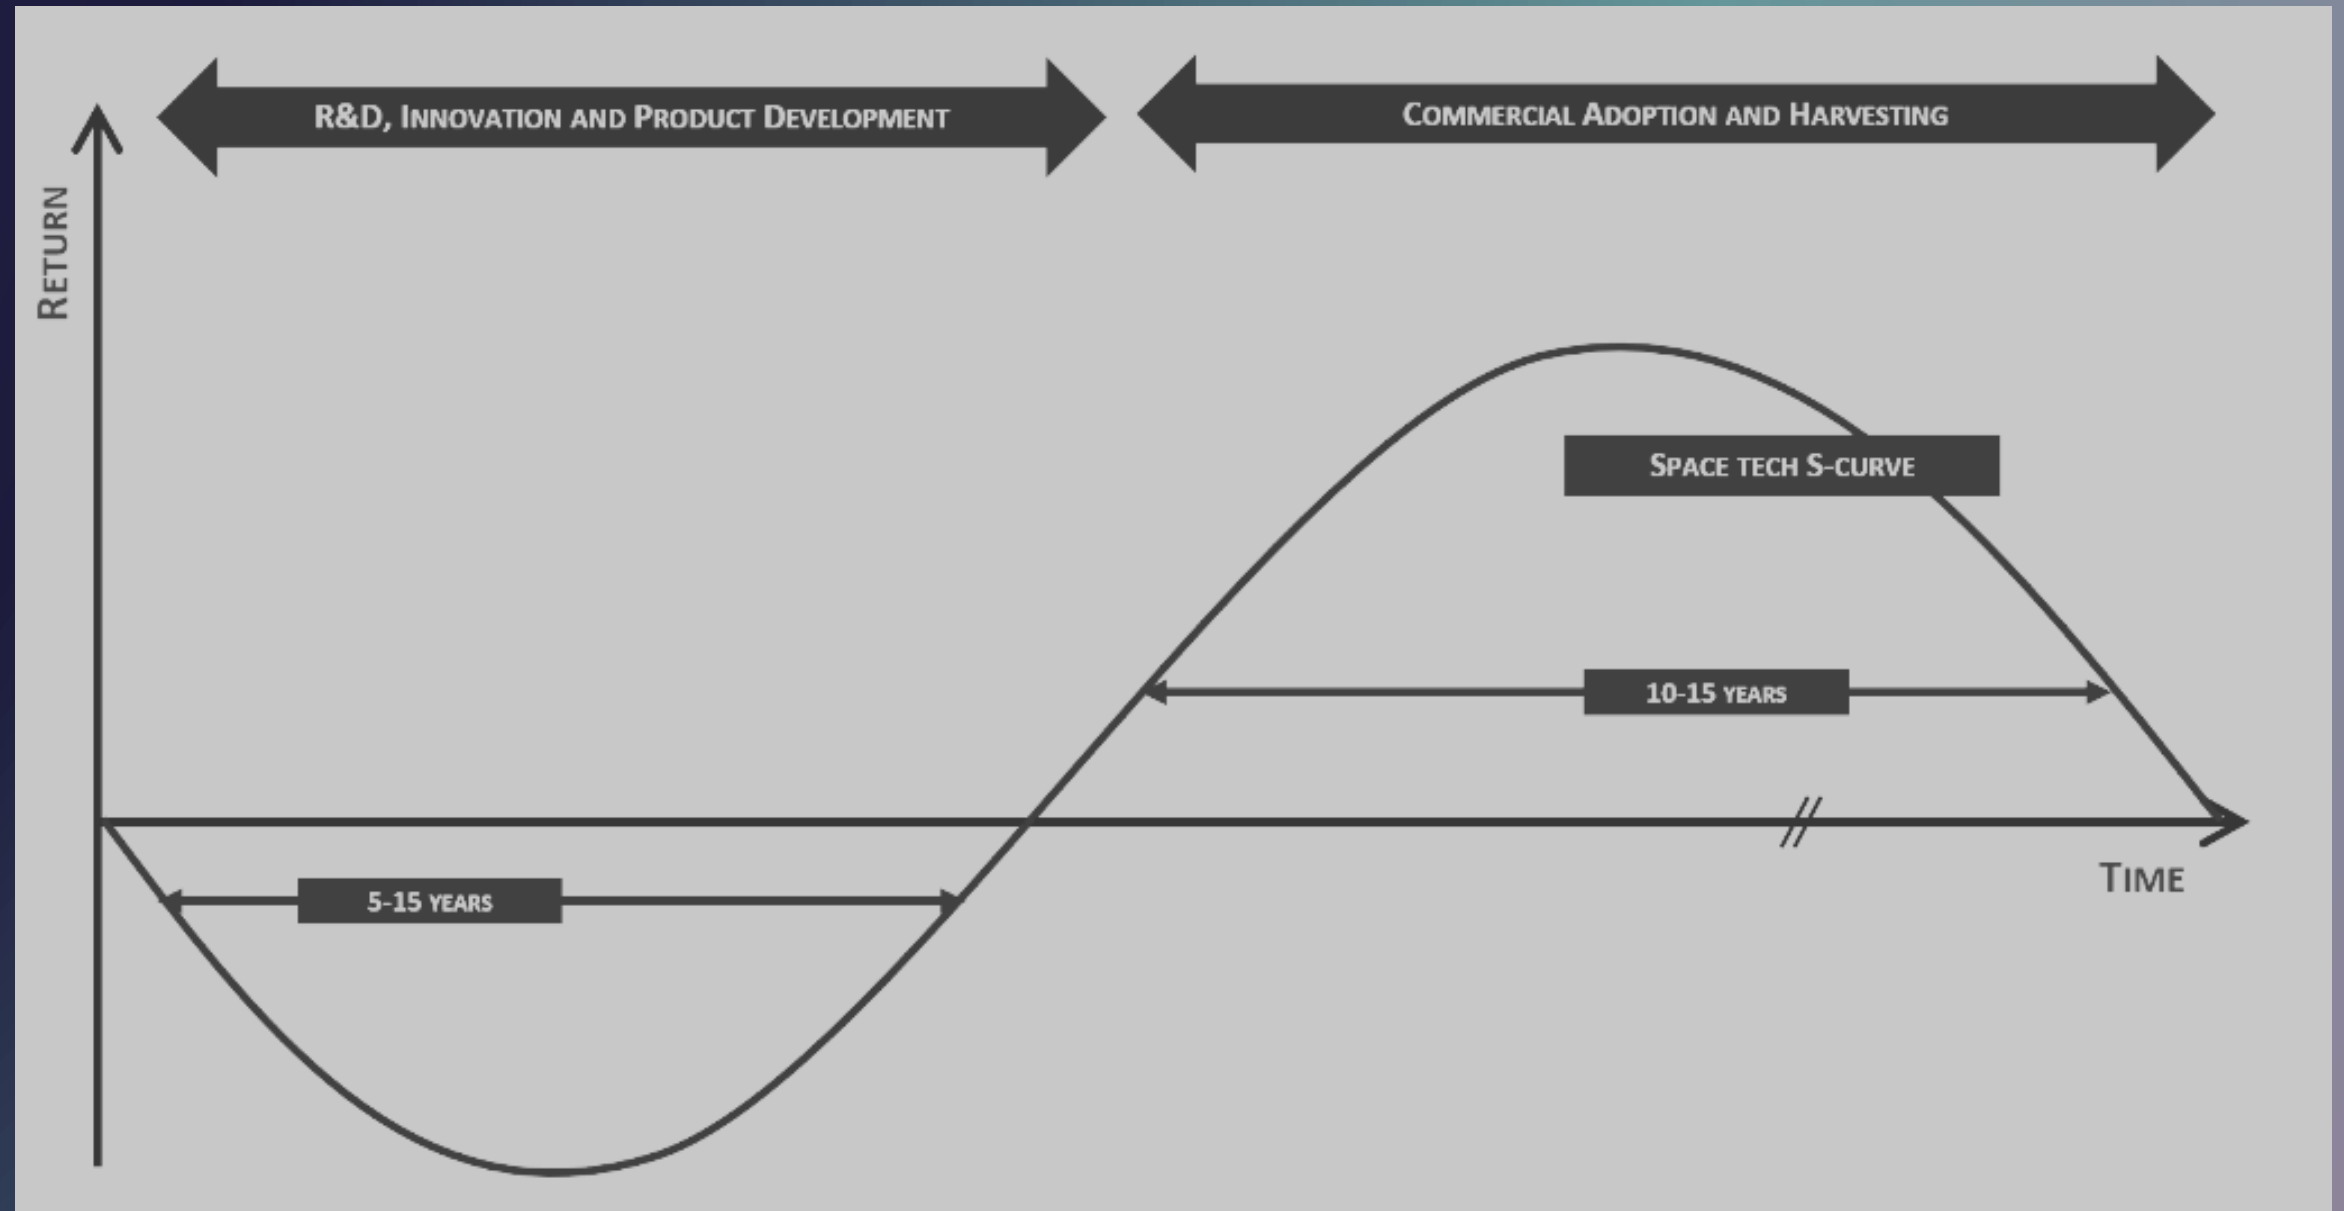 R&D, Innovation and Product Development
Commercial Adoption and Harvesting
Return
Space tech S-curve
10-15 years
5-15 years
Time